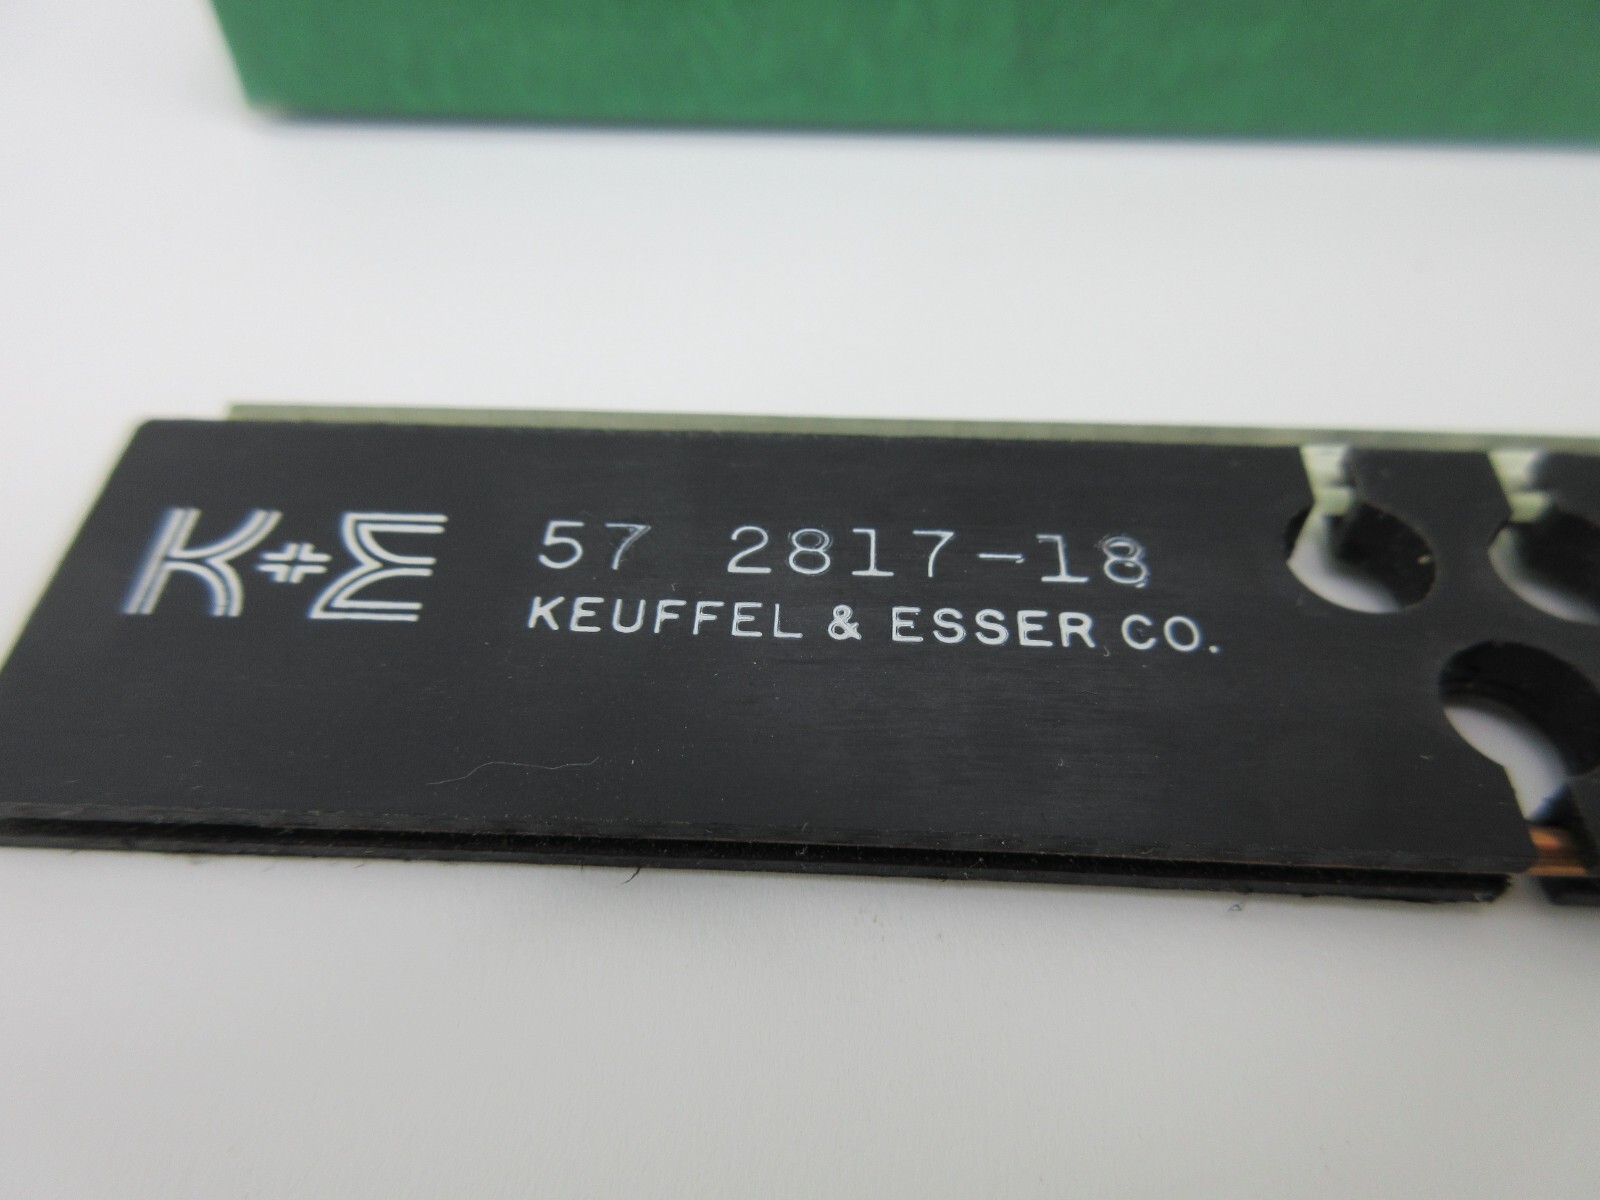 K+E
57 2817-18
KEUFFEL & ESSER CO.